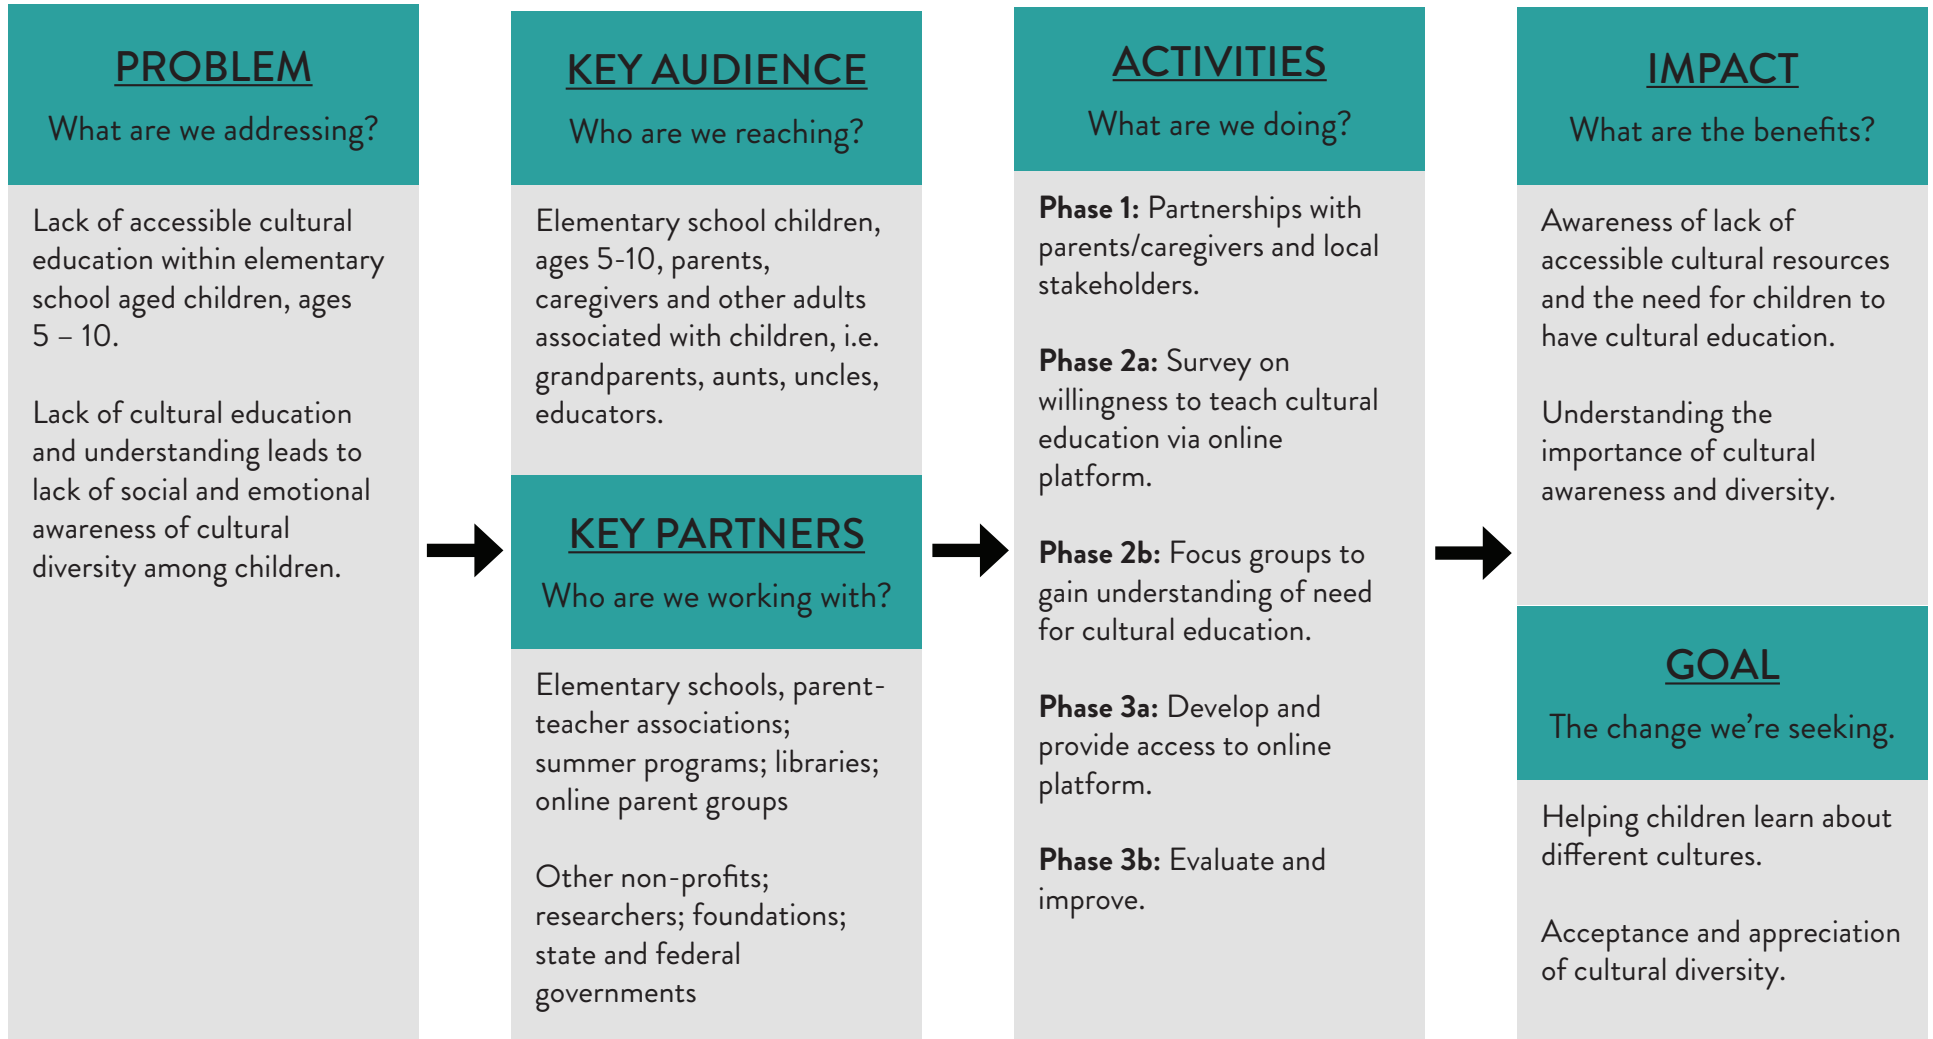 PROBLEM
What are we addressing?
Lack of accessible cultural
education within elementary
school aged children, ages
5 – 10.
Lack of cultural education
and understanding leads to
lack of social and emotional
awareness of cultural
diversity among children.
KEY AUDIENCE
Who are we reaching?
Elementary school children,
ages 5-10, parents,
caregivers and other adults
associated with children, i.e.
grandparents, aunts, uncles,
educators.
KEY PARTNERS
Who are we working with?
Elementary schools, parent-
teacher associations;
summer programs; libraries;
online parent groups
Other non-profits;
researchers; foundations;
state and federal
governments
ACTIVITIES
What are we doing?
Phase 1: Partnerships with
parents/caregivers and local
stakeholders.
Phase 2a: Survey on
willingness to teach cultural
education via online
platform.
Phase 2b: Focus groups to
gain understanding of need
for cultural education.
Phase 3a: Develop and
provide access to online
platform.
Phase 3b: Evaluate and
improve.
IMPACT
What are the benefits?
Awareness of lack of
accessible cultural resources
and the need for children to
have cultural education.
Understanding the
importance of cultural
awareness and diversity.
GOAL
The change we're seeking.
Helping children learn about
different cultures.
Acceptance and appreciation
of cultural diversity.